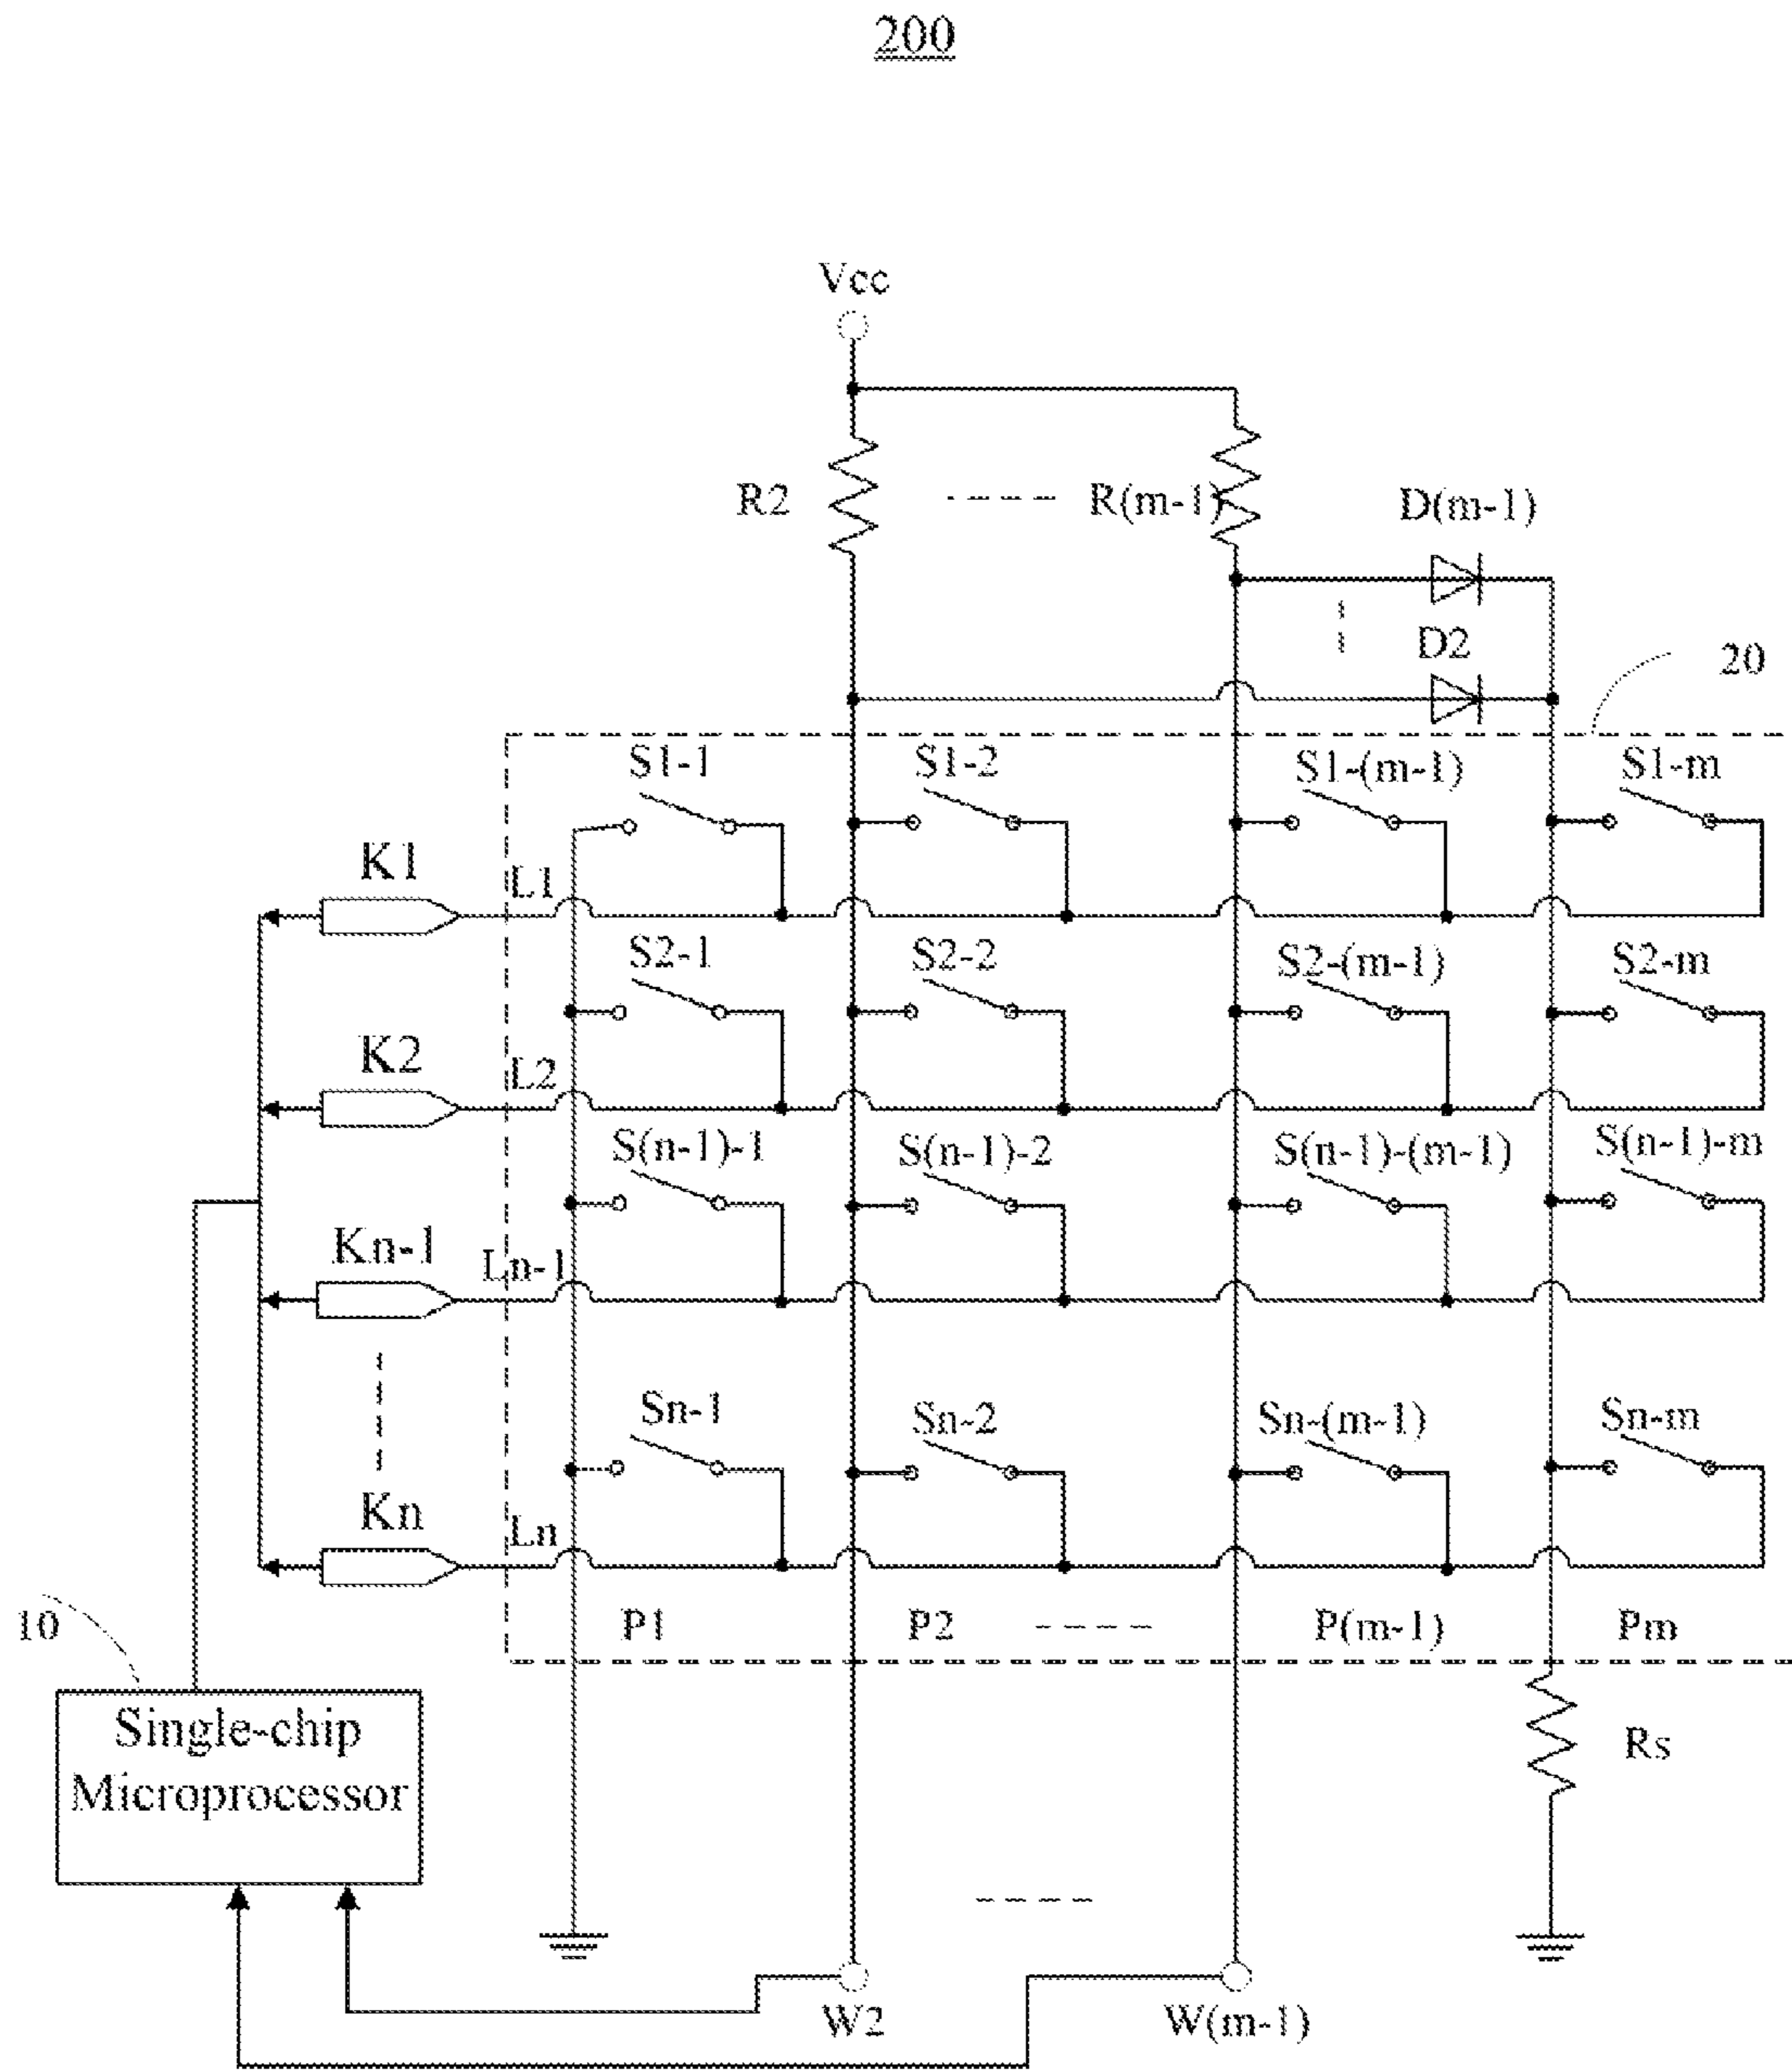 200
Vcc
R2
R(m-1)
D(m-1)
D2
20
S1-1
S1-2
S1-(m-1)
S1-m
K1
L1
S2-1
S2-2
S2-(m-1)
S2-m
K2
L2
S(n-1)-1
S(n-1)-2
S(n-1)-(m-1)
S(n-1)-m
Kn-1
Ln-1
Sn-1
Sn-2
Sn-(m-1)
Sn-m
Kn
Ln
10
P1
P2
P(m-1)
Pm
Single-chip
Microprocessor
Rs
W2
W(m-1)